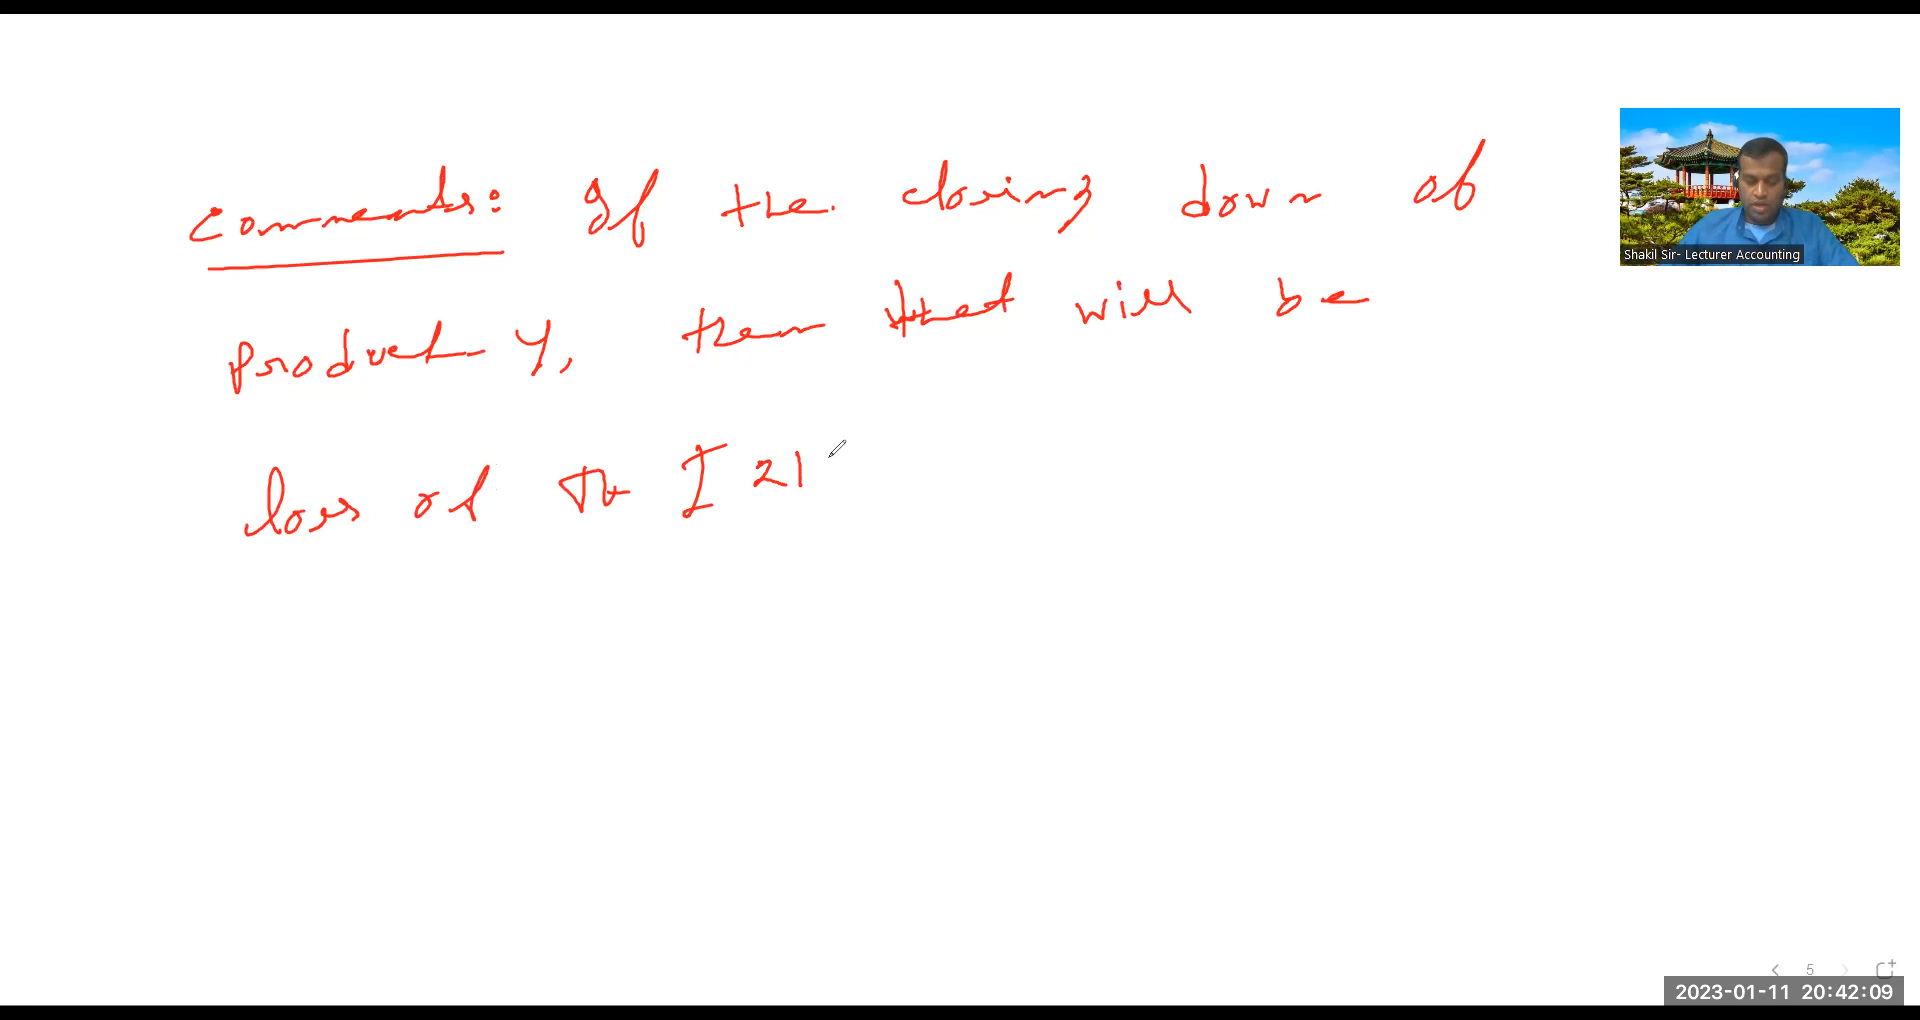 Comments: If the closing down of
product Y, then that will be
loss of Tk I 21
Shakil Sir- Lecturer Accounting
5
2023-01-11 20:42:09